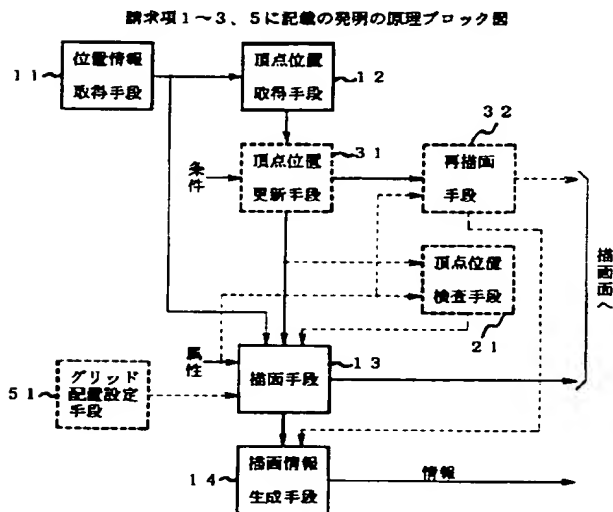 請求項1~3、5に記載の発明の原理ブロック図
11
位置情報
取得手段
頂点位置
取得手段
12
条件
頂点位置
更新手段
31
再描画
手段
32
頂点位置
検査手段
21
描画面へ
属性
描画手段
13
51
グリッド
配置設定
手段
14
描画情報
生成手段
情報